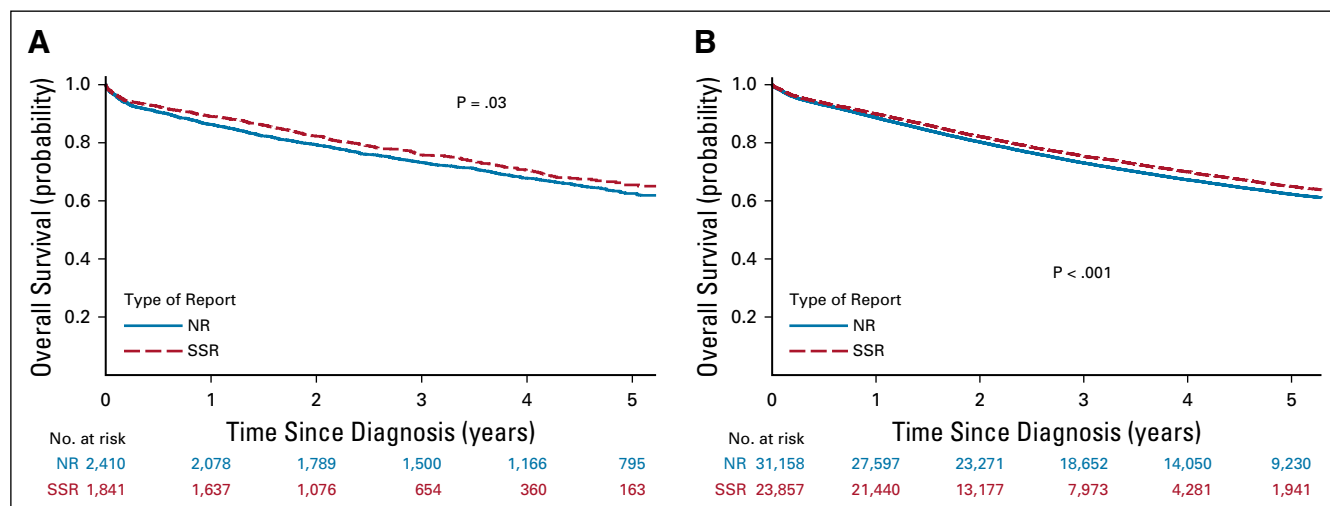 A
Overall Survival (probability)
1.0
0.8
0.6
0.4
0.2
P = .03
Type of Report
NR
SSR
0 1 2 3 4 5
Time Since Diagnosis (years)
No. at risk
NR 2,410 2,078 1,789 1,500 1,166 795
SSR 1,841 1,637 1,076 654 360 163
B
Overall Survival (probability)
1.0
0.8
0.6
0.4
0.2
P < .001
Type of Report
NR
SSR
0 1 2 3 4 5
Time Since Diagnosis (years)
No. at risk
NR 31,158 27,597 23,271 18,652 14,050 9,230
SSR 23,857 21,440 13,177 7,973 4,281 1,941